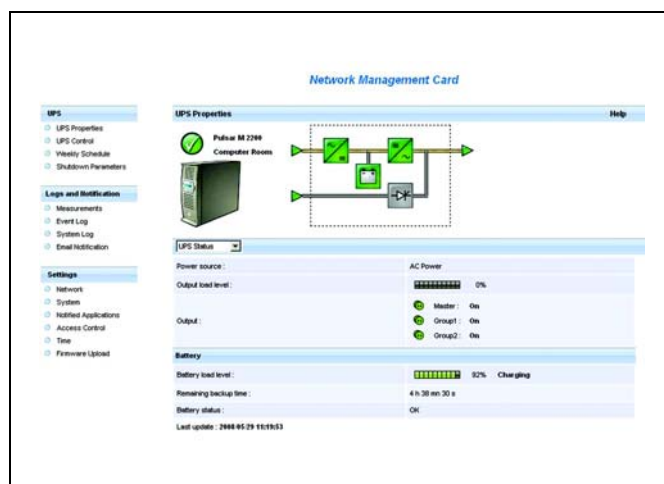 Network Management Card
UPS
UPS Properties
UPS Control
Weekly Schedule
Shutdown Parameters
Logs and Notification
Measurements
Event Log
System Log
Email Notification
Settings
Network
System
Notified Applications
Access Control
Time
Firmware Upload
UPS Properties Help
Pulsar M 2200
Computer Room
UPS Status
Power source : AC Power
Output load level : 0%
Output :
Master : On
Group1 : On
Group2 : On
Battery
Battery load level : 92% Charging
Remaining backup time : 4 h 38 mn 30 s
Battery status : OK
Last update : 2008/05/29 11:19:53